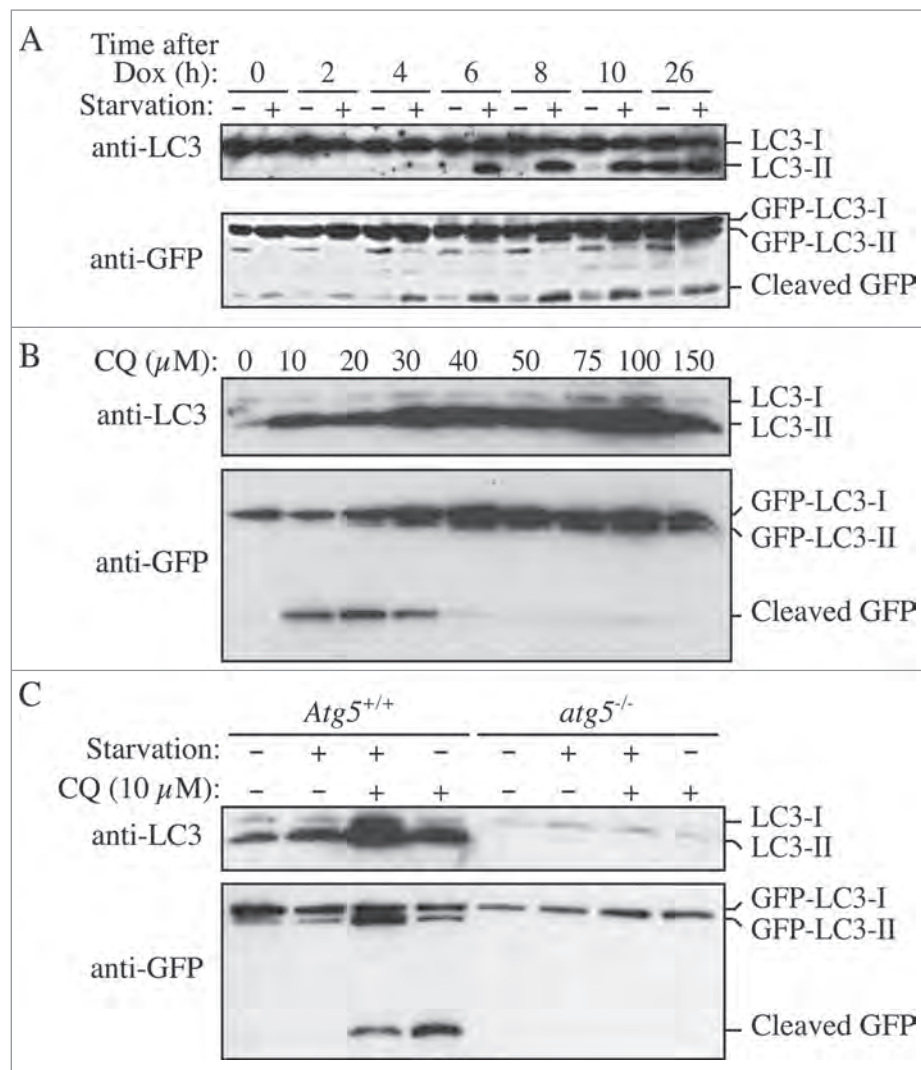 A
Time after
Dox (h): 0 2 4 6 8 10 26
Starvation: – + – + – + – + – + – + – +
anti-LC3
LC3-I
LC3-II
anti-GFP
GFP-LC3-I
GFP-LC3-II
Cleaved GFP
B
CQ (µM): 0 10 20 30 40 50 75 100 150
anti-LC3
LC3-I
LC3-II
anti-GFP
GFP-LC3-I
GFP-LC3-II
Cleaved GFP
C
Atg5+/+ atg5-/-
Starvation: – + + – – + + –
CQ (10 µM): – – + + – – + +
anti-LC3
LC3-I
LC3-II
anti-GFP
GFP-LC3-I
GFP-LC3-II
Cleaved GFP